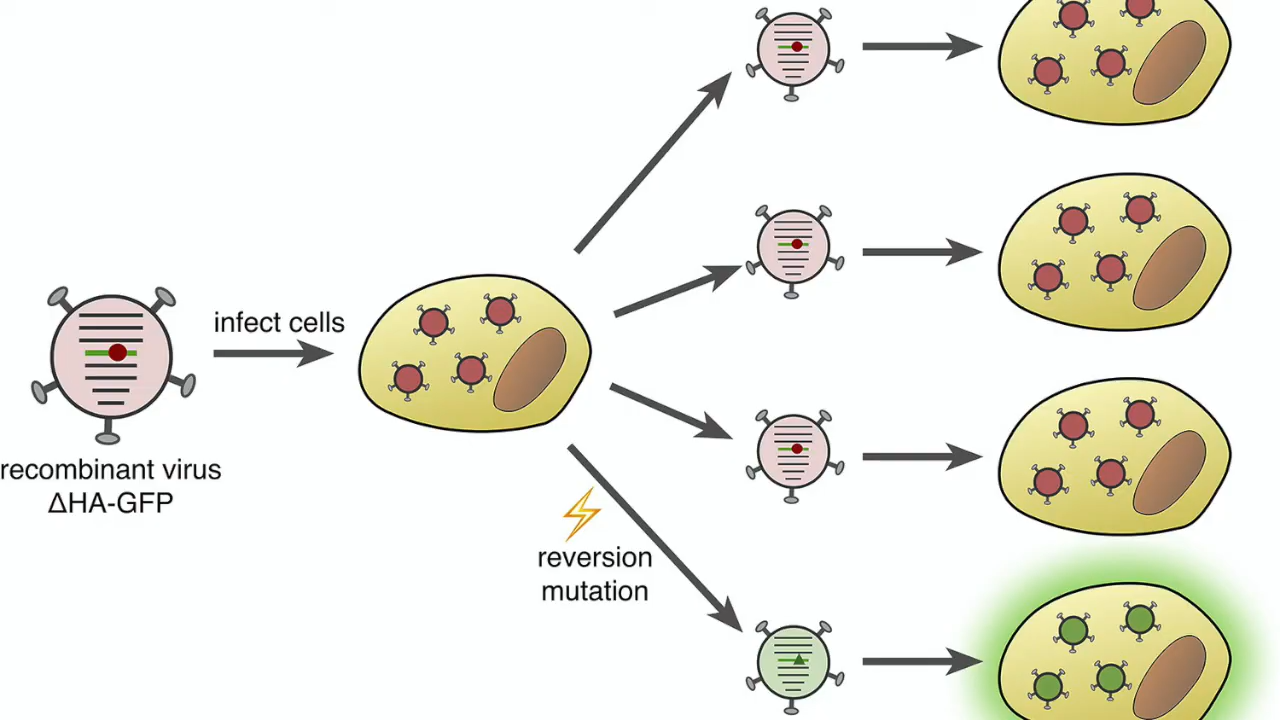 infect cells
recombinant virus
ΔHA-GFP
reversion
mutation